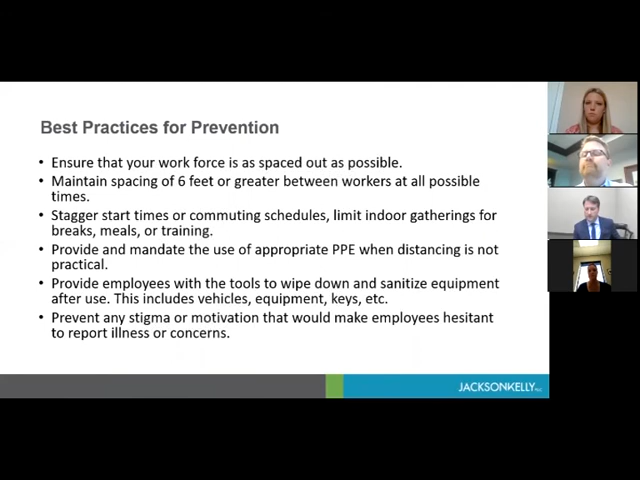 Best Practices for Prevention
• Ensure that your work force is as spaced out as possible.
• Maintain spacing of 6 feet or greater between workers at all possible
times.
• Stagger start times or commuting schedules, limit indoor gatherings for
breaks, meals, or training.
• Provide and mandate the use of appropriate PPE when distancing is not
practical.
• Provide employees with the tools to wipe down and sanitize equipment
after use. This includes vehicles, equipment, keys, etc.
• Prevent any stigma or motivation that would make employees hesitant
to report illness or concerns.
JACKSONKELLY